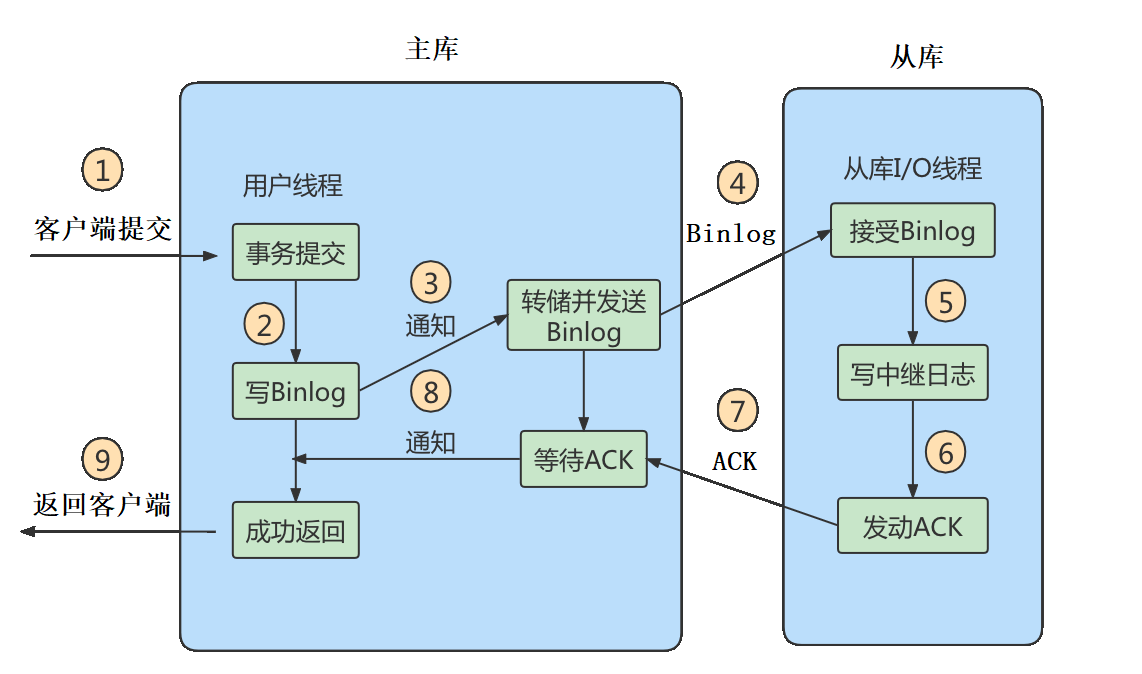 主库
从库
①
客户端提交
用户线程
事务提交
②
写Binlog
③
通知
转储并发送
Binlog
④
Binlog
从库I/O线程
接受Binlog
⑤
写中继日志
⑥
发动ACK
⑦
ACK
等待ACK
⑧
通知
成功返回
⑨
返回客户端